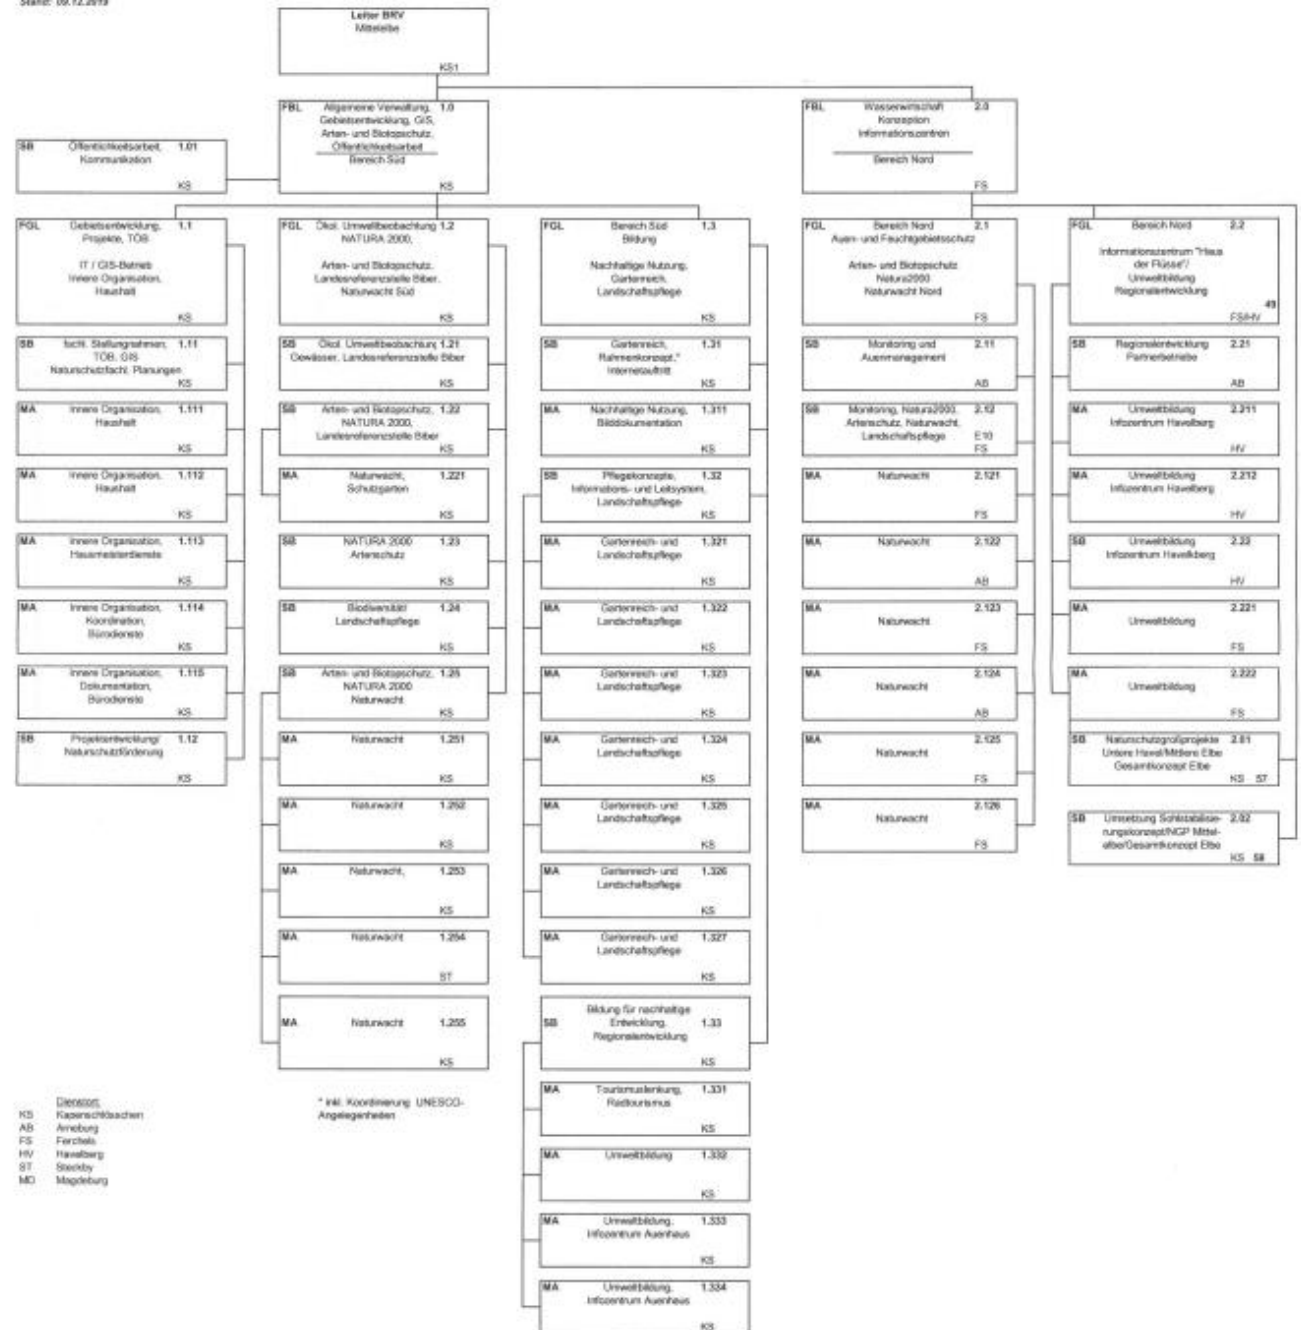 Stand: 09.12.2019
Leiter BRV
Mittelelbe
KS1
FBL Allgemeine Verwaltung, 1.0
Gebietsentwicklung, GIS,
Arten- und Biotopschutz,
Öffentlichkeitsarbeit
Bereich Süd
KS
FBL Wasserwirtschaft 2.0
Konzeption
Informationszentren
Bereich Nord
FS
SB Öffentlichkeitsarbeit, 1.01
Kommunikation
KS
FGL Gebietsentwicklung, 1.1
Projekte, TÖB
IT / GIS-Betrieb
Innere Organisation,
Haushalt
KS
SB fachl. Stellungnahmen, 1.11
TÖB, GIS
Naturschutzfachl. Planungen
KS
MA Innere Organisation, 1.111
Haushalt
KS
MA Innere Organisation, 1.112
Haushalt
KS
MA Innere Organisation, 1.113
Hausmeisterdienste
KS
MA Innere Organisation, 1.114
Koordination,
Bürodienste
KS
MA Innere Organisation, 1.115
Dokumentation,
Bürodienste
KS
SB Projektentwicklung/ 1.12
Naturschutzförderung
KS
FGL Ökol. Umweltbeobachtung 1.2
NATURA 2000,
Arten- und Biotopschutz,
Landesreferenzstelle Biber,
Naturwacht Süd
KS
SB Ökol. Umweltbeobachtung 1.21
Gewässer, Landesreferenzstelle Biber
KS
SB Arten- und Biotopschutz, 1.22
NATURA 2000,
Landesreferenzstelle Biber
KS
MA Naturwacht, 1.221
Schutzgarten
KS
SB NATURA 2000 1.23
Artenschutz
KS
SB Biodiversität/ 1.24
Landschaftspflege
KS
SB Arten- und Biotopschutz, 1.25
NATURA 2000
Naturwacht
KS
MA Naturwacht 1.251
KS
MA Naturwacht 1.252
KS
MA Naturwacht, 1.253
KS
MA Naturwacht 1.254
ST
MA Naturwacht 1.255
KS
FGL Bereich Süd 1.3
Bildung
Nachhaltige Nutzung,
Gartenreich,
Landschaftspflege
KS
SB Gartenreich, 1.31
Rahmenkonzept,*
Internetauftritt
KS
MA Nachhaltige Nutzung, 1.311
Bilddokumentation
KS
SB Pflegekonzepte, 1.32
Informations- und Leitsystem,
Landschaftspflege
KS
MA Gartenreich- und 1.321
Landschaftspflege
KS
MA Gartenreich- und 1.322
Landschaftspflege
KS
MA Gartenreich- und 1.323
Landschaftspflege
KS
MA Gartenreich- und 1.324
Landschaftspflege
KS
MA Gartenreich- und 1.325
Landschaftspflege
KS
MA Gartenreich- und 1.326
Landschaftspflege
KS
MA Gartenreich- und 1.327
Landschaftspflege
KS
Bildung für nachhaltige
SB Entwicklung, 1.33
Regionalentwicklung
KS
MA Tourismuslenkung, 1.331
Radtourismus
KS
MA Umweltbildung 1.332
KS
MA Umweltbildung, 1.333
Infozentrum Auenhaus
KS
MA Umweltbildung, 1.334
Infozentrum Auenhaus
KS
FGL Bereich Nord 2.1
Auen- und Feuchtgebietsschutz
Arten- und Biotopschutz
Natura2000
Naturwacht Nord
FS
SB Monitoring und 2.11
Auenmanagement
AB
SB Monitoring, Natura2000, 2.12
Artenschutz, Naturwacht,
Landschaftspflege E10
FS
MA Naturwacht 2.121
FS
MA Naturwacht 2.122
AB
MA 2.123
Naturwacht
FS
MA 2.124
Naturwacht
AB
MA 2.125
Naturwacht
FS
MA 2.126
Naturwacht
FS
FGL Bereich Nord 2.2
Informationszentrum "Haus
der Flüsse"/
Umweltbildung
Regionalentwicklung
49
FS/HV
SB Regionalentwicklung 2.21
Partnerbetriebe
AB
MA Umweltbildung 2.211
Infozentrum Havelberg
HV
MA Umweltbildung 2.212
Infozentrum Havelberg
HV
SB Umweltbildung 2.22
Infozentrum Havelkberg
HV
MA 2.221
Umweltbildung
FS
MA 2.222
Umweltbildung
FS
SB Naturschutzgroßprojekte 2.01
Untere Havel/Mittlere Elbe
Gesamtkonzept Elbe
KS 57
SB Umsetzung Sohlstabilisie- 2.02
rungskonzept/NGP Mittel-
elbe/Gesamtkonzept Elbe
KS 58
Dienstort:
KS Kapenschlösschen
AB Arneburg
FS Ferchels
HV Havelberg
ST Steckby
MD Magdeburg
* inkl. Koordinierung UNESCO-
Angelegenheiten